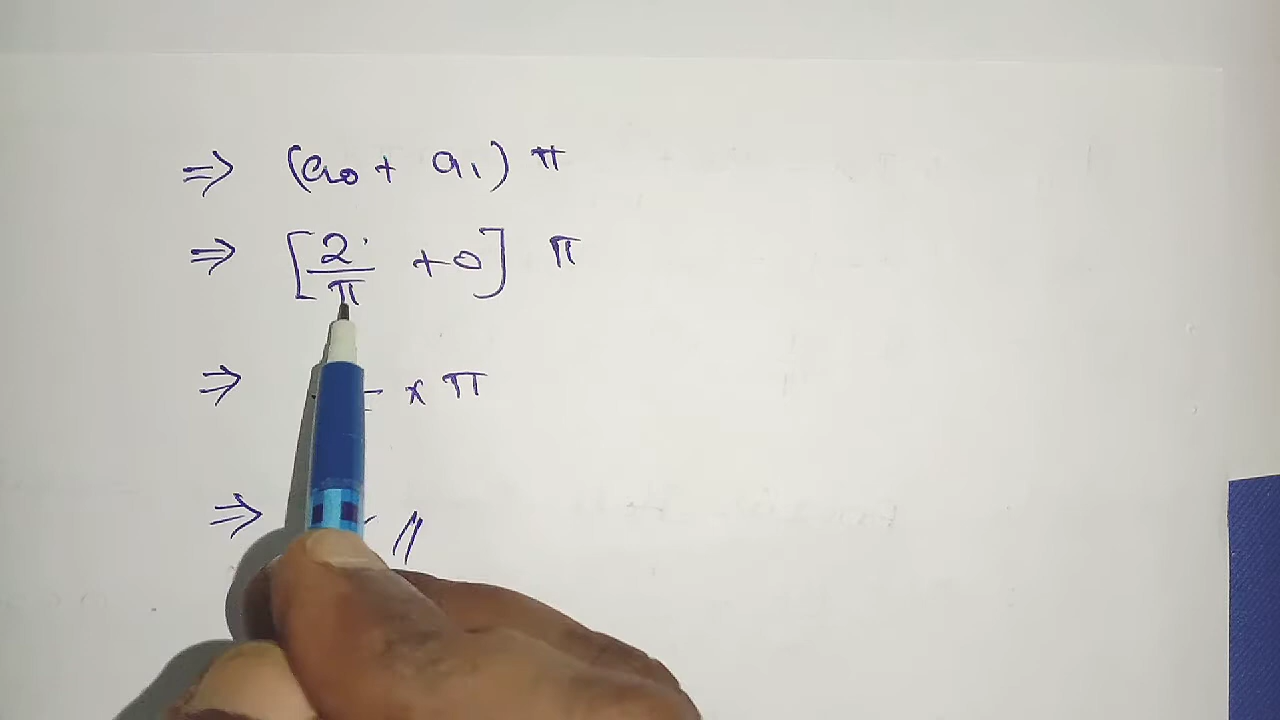 ⇒ (a₀ + a₁) π
⇒ [2/π + 0] π
⇒ × π
⇒ //